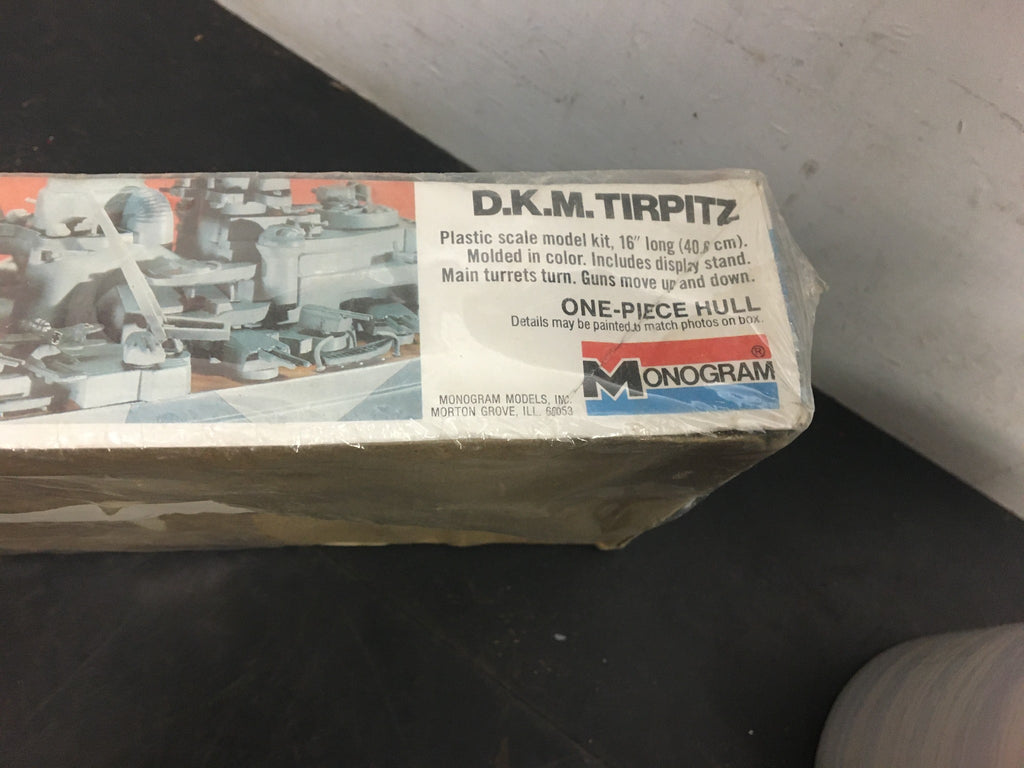 D.K.M. TIRPITZ
Plastic scale model kit, 16" long (40.6 cm).
Molded in color. Includes display stand.
Main turrets turn. Guns move up and down.
ONE-PIECE HULL
Details may be painted to match photos on box.
MONOGRAM ®
MONOGRAM MODELS, INC.
MORTON GROVE, ILL. 60053